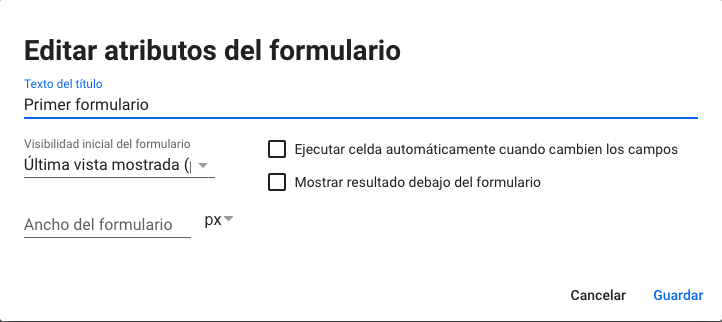 Editar atributos del formulario
Texto del título
Primer formulario
Visibilidad inicial del formulario
Última vista mostrada (
Ejecutar celda automáticamente cuando cambien los campos
Mostrar resultado debajo del formulario
Ancho del formulario
px
Cancelar
Guardar